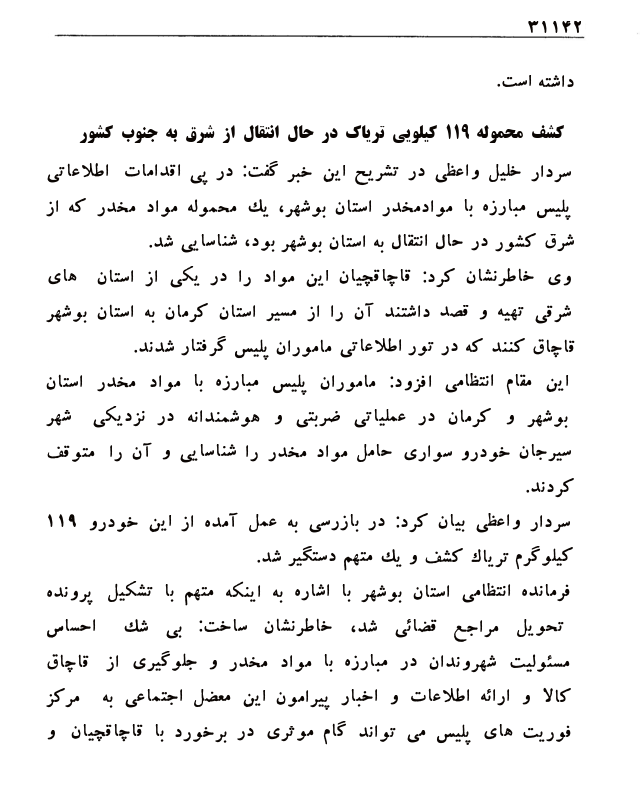 ۳۱۱۴۲
داشته است.
کشف محموله ۱۱۹ کیلویی تریاک در حال انتقال از شرق به جنوب کشور
سردار خلیل واعظی در تشریح این خبر گفت: در پی اقدامات اطلاعاتی
پلیس مبارزه با موادمخدر استان بوشهر، یك محموله مواد مخدر که از
شرق کشور در حال انتقال به استان بوشهر بود، شناسایی شد.
وی خاطرنشان کرد: قاچاقچیان این مواد را در یکی از استان های
شرقی تهیه و قصد داشتند آن را از مسیر استان کرمان به استان بوشهر
قاچاق کنند که در تور اطلاعاتی ماموران پلیس گرفتار شدند.
این مقام انتظامی افزود: ماموران پلیس مبارزه با مواد مخدر استان
بوشهر و کرمان در عملیاتی ضربتی و هوشمندانه در نزدیکی شهر
سیرجان خودرو سواری حامل مواد مخدر را شناسایی و آن را متوقف
کردند.
سردار واعظی بیان کرد: در بازرسی به عمل آمده از این خودرو ۱۱۹
کیلوگرم تریاك کشف و یك متهم دستگیر شد.
فرمانده انتظامی استان بوشهر با اشاره به اینکه متهم با تشکیل پرونده
تحویل مراجع قضائی شد، خاطرنشان ساخت: بی شك احساس
مسئولیت شهروندان در مبارزه با مواد مخدر و جلوگیری از قاچاق
کالا و ارائه اطلاعات و اخبار پیرامون این معضل اجتماعی به مرکز
فوریت های پلیس می تواند گام موثری در برخورد با قاچاقچیان و